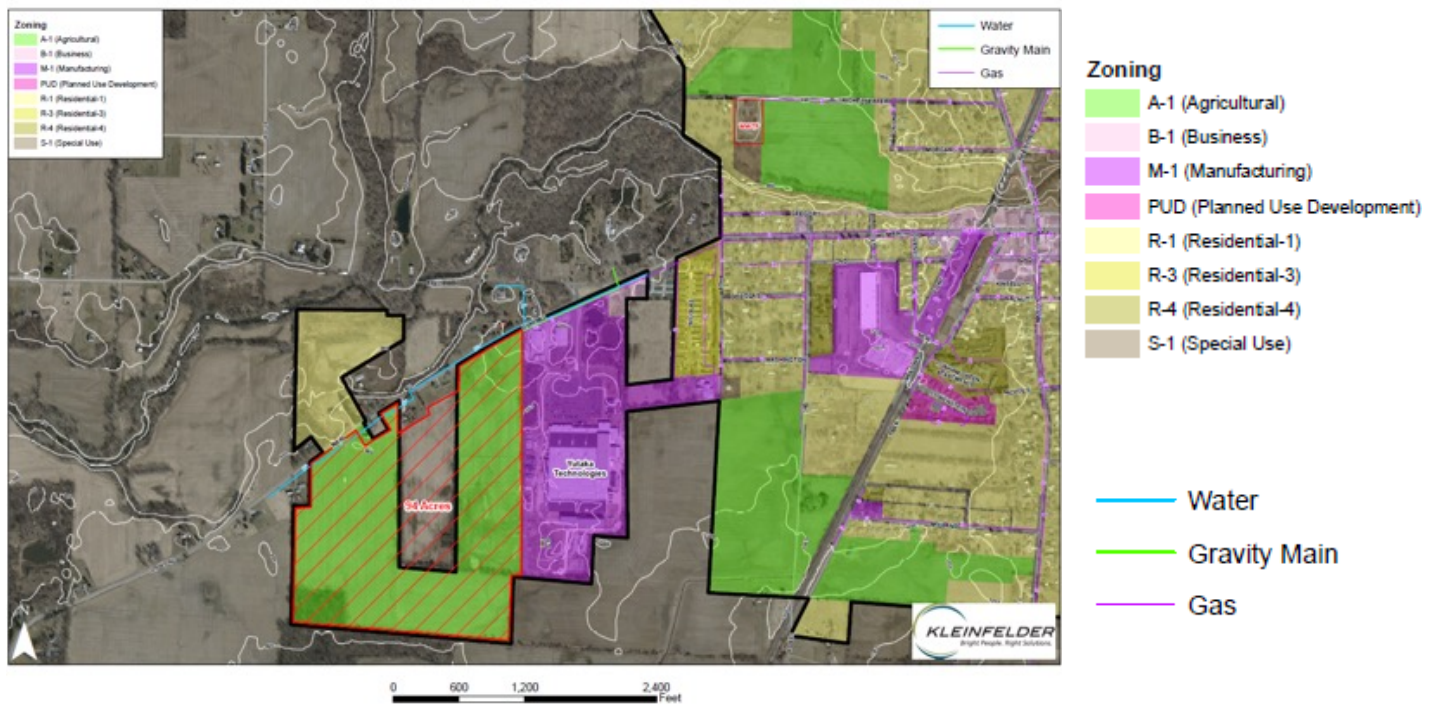 Zoning
A-1 (Agricultural)
B-1 (Business)
M-1 (Manufacturing)
PUD (Planned Use Development)
R-1 (Residential-1)
R-3 (Residential-3)
R-4 (Residential-4)
S-1 (Special Use)
Water
Gravity Main
Gas
WASHINGTON
Yutaka
Technologies
94 Acres
KLEINFELDER
Bright People. Right Solutions.
0 600 1,200 2,400
Feet
Zoning
A-1 (Agricultural)
B-1 (Business)
M-1 (Manufacturing)
PUD (Planned Use Development)
R-1 (Residential-1)
R-3 (Residential-3)
R-4 (Residential-4)
S-1 (Special Use)
Water
Gravity Main
Gas